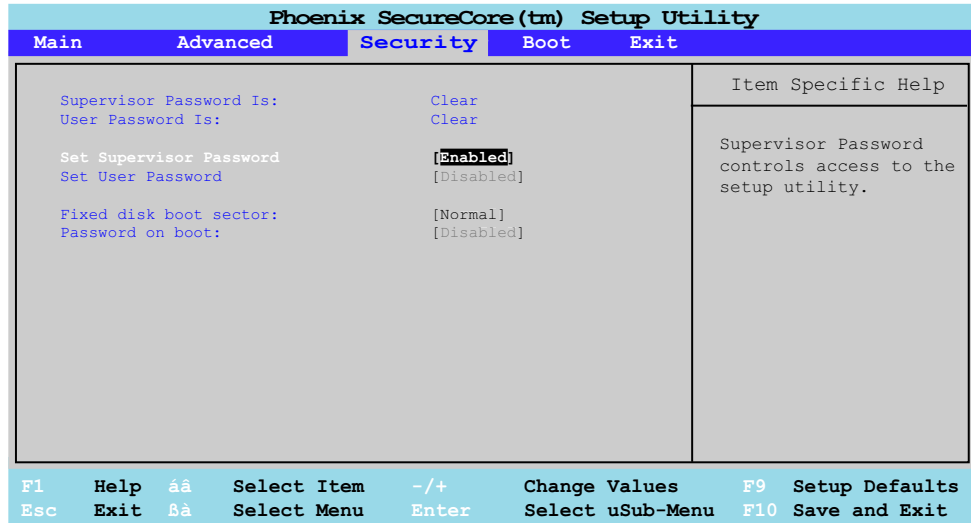 Phoenix SecureCore(tm) Setup Utility
Main Advanced Security Boot Exit
Item Specific Help
Supervisor Password Is: Clear
User Password Is: Clear
Set Supervisor Password [Enabled]
Set User Password [Disabled]
Fixed disk boot sector: [Normal]
Password on boot: [Disabled]
Supervisor Password
controls access to the
setup utility.
F1 Help áâ Select Item -/+ Change Values F9 Setup Defaults
Esc Exit ßà Select Menu Enter Select uSub-Menu F10 Save and Exit